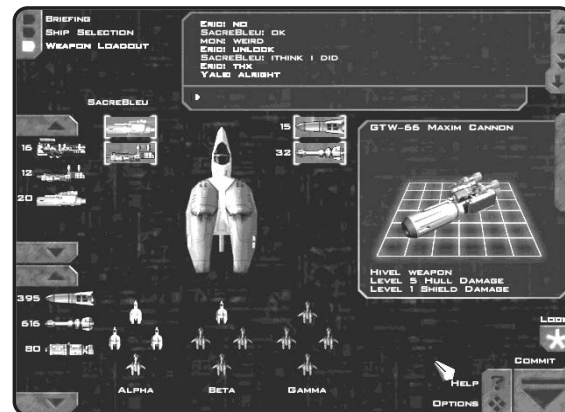 Briefing
Ship Selection
Weapon Loadout
Eric: no
SacreBleu: ok
mon: weird
Eric: unlock
SacreBleu: ithink i did
Eric: thx
Yale: alright
SacreBleu
15
32
16
12
20
GTW-66 Maxim Cannon
Hivel weapon
Level 5 Hull Damage
Level 1 Shield Damage
395
616
80
Alpha
Beta
Gamma
Lock
Commit
Help
Options